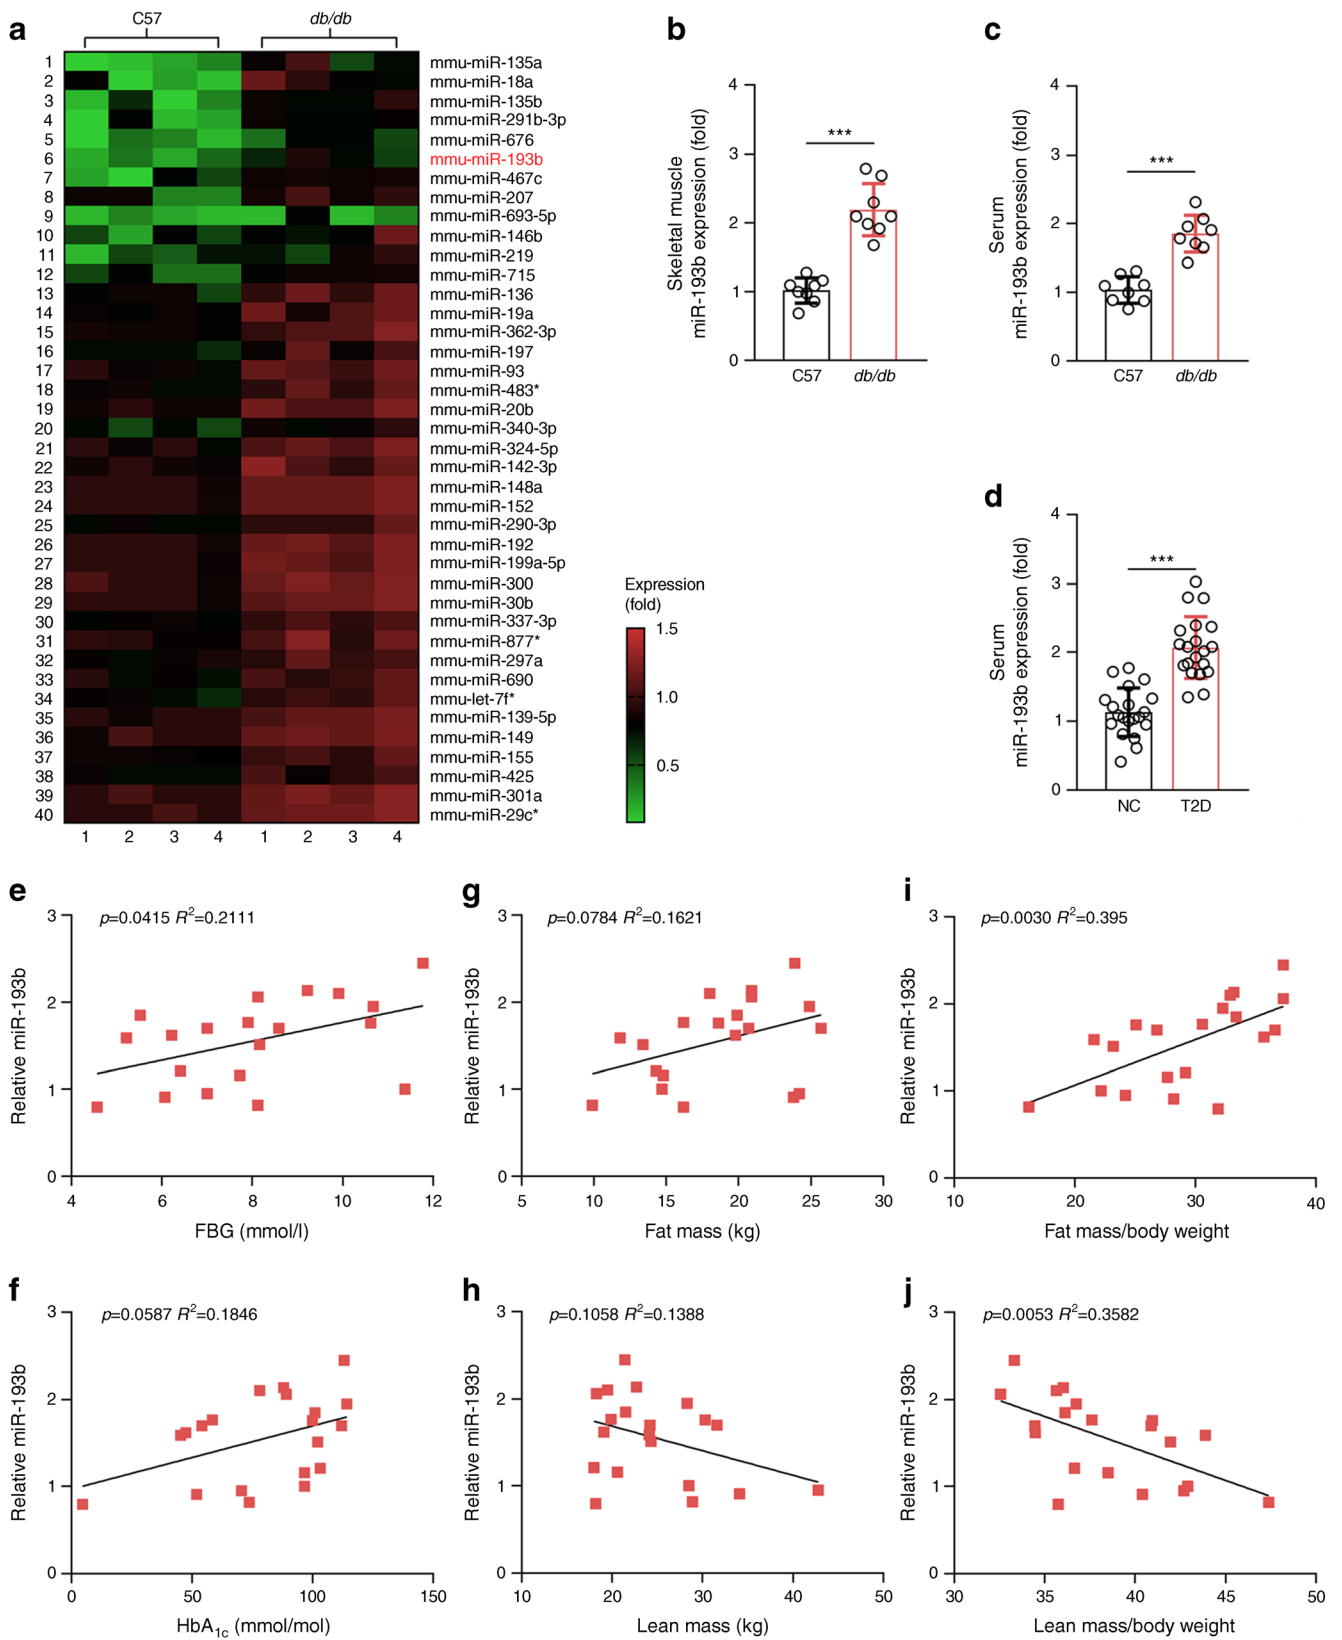 a
C57
db/db
1
mmu-miR-135a
2
mmu-miR-18a
3
mmu-miR-135b
4
mmu-miR-291b-3p
5
mmu-miR-676
6
mmu-miR-193b
7
mmu-miR-467c
8
mmu-miR-207
9
mmu-miR-693-5p
10
mmu-miR-146b
11
mmu-miR-219
12
mmu-miR-715
13
mmu-miR-136
14
mmu-miR-19a
15
mmu-miR-362-3p
16
mmu-miR-197
17
mmu-miR-93
18
mmu-miR-483*
19
mmu-miR-20b
20
mmu-miR-340-3p
21
mmu-miR-324-5p
22
mmu-miR-142-3p
23
mmu-miR-148a
24
mmu-miR-152
25
mmu-miR-290-3p
26
mmu-miR-192
27
mmu-miR-199a-5p
28
mmu-miR-300
29
mmu-miR-30b
30
mmu-miR-337-3p
31
mmu-miR-877*
32
mmu-miR-297a
33
mmu-miR-690
34
mmu-let-7f*
35
mmu-miR-139-5p
36
mmu-miR-149
37
mmu-miR-155
38
mmu-miR-425
39
mmu-miR-301a
40
mmu-miR-29c*
1 2 3 4 1 2 3 4
Expression
(fold)
1.5
1.0
0.5
b
Skeletal muscle
miR-193b expression (fold)
4
3
2
1
0
***
C57 db/db
c
Serum
miR-193b expression (fold)
4
3
2
1
0
***
C57 db/db
d
Serum
miR-193b expression (fold)
4
3
2
1
0
***
NC T2D
e
p=0.0415 R²=0.2111
Relative miR-193b
3
2
1
0
4 6 8 10 12
FBG (mmol/l)
g
p=0.0784 R²=0.1621
Relative miR-193b
3
2
1
0
5 10 15 20 25 30
Fat mass (kg)
i
p=0.0030 R²=0.395
Relative miR-193b
3
2
1
0
10 20 30 40
Fat mass/body weight
f
p=0.0587 R²=0.1846
Relative miR-193b
3
2
1
0
0 50 100 150
HbA1c (mmol/mol)
h
p=0.1058 R²=0.1388
Relative miR-193b
3
2
1
0
10 20 30 40 50
Lean mass (kg)
j
p=0.0053 R²=0.3582
Relative miR-193b
3
2
1
0
30 35 40 45 50
Lean mass/body weight